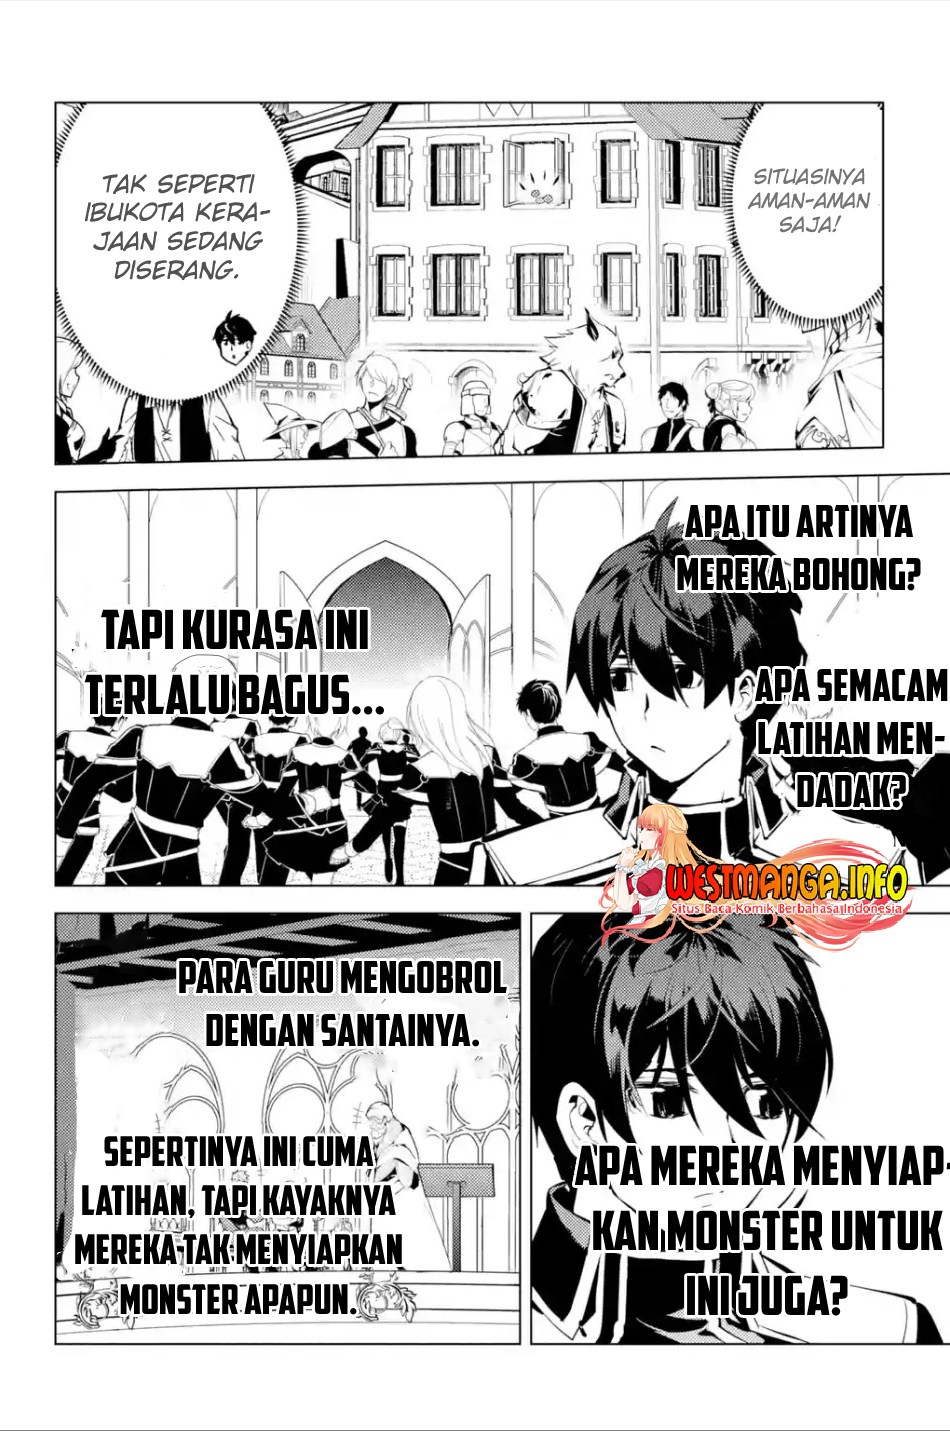 SITUASINYA
AMAN-AMAN
SAJA!
TAK SEPERTI
IBUKOTA KERA-
JAAN SEDANG
DISERANG.
APA ITU ARTINYA
MEREKA BOHONG?
APA SEMACAM
LATIHAN MEN-
DADAK?
TAPI KURASA INI
TERLALU BAGUS...
WESTMANGA.INFO
Situs Baca Komik Berbahasa Indonesia
APA MEREKA MENYIAP-
KAN MONSTER UNTUK
INI JUGA?
PARA GURU MENGOBROL
DENGAN SANTAINYA.
SEPERTINYA INI CUMA
LATIHAN, TAPI KAYAKNYA
MEREKA TAK MENYIAPKAN
MONSTER APAPUN.